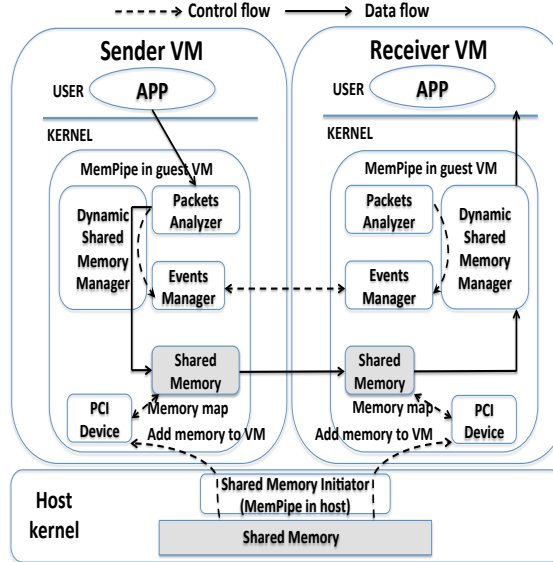 Control flow
Data flow
Sender VM
Receiver VM
USER
APP
USER
APP
KERNEL
KERNEL
MemPipe in guest VM
MemPipe in guest VM
Dynamic
Shared
Memory
Manager
Packets
Analyzer
Packets
Analyzer
Dynamic
Shared
Memory
Manager
Events
Manager
Events
Manager
Shared
Memory
Shared
Memory
PCI
Device
Memory map
Memory map
PCI
Device
Add memory to VM
Add memory to VM
Host
kernel
Shared Memory Initiator
(MemPipe in host)
Shared Memory